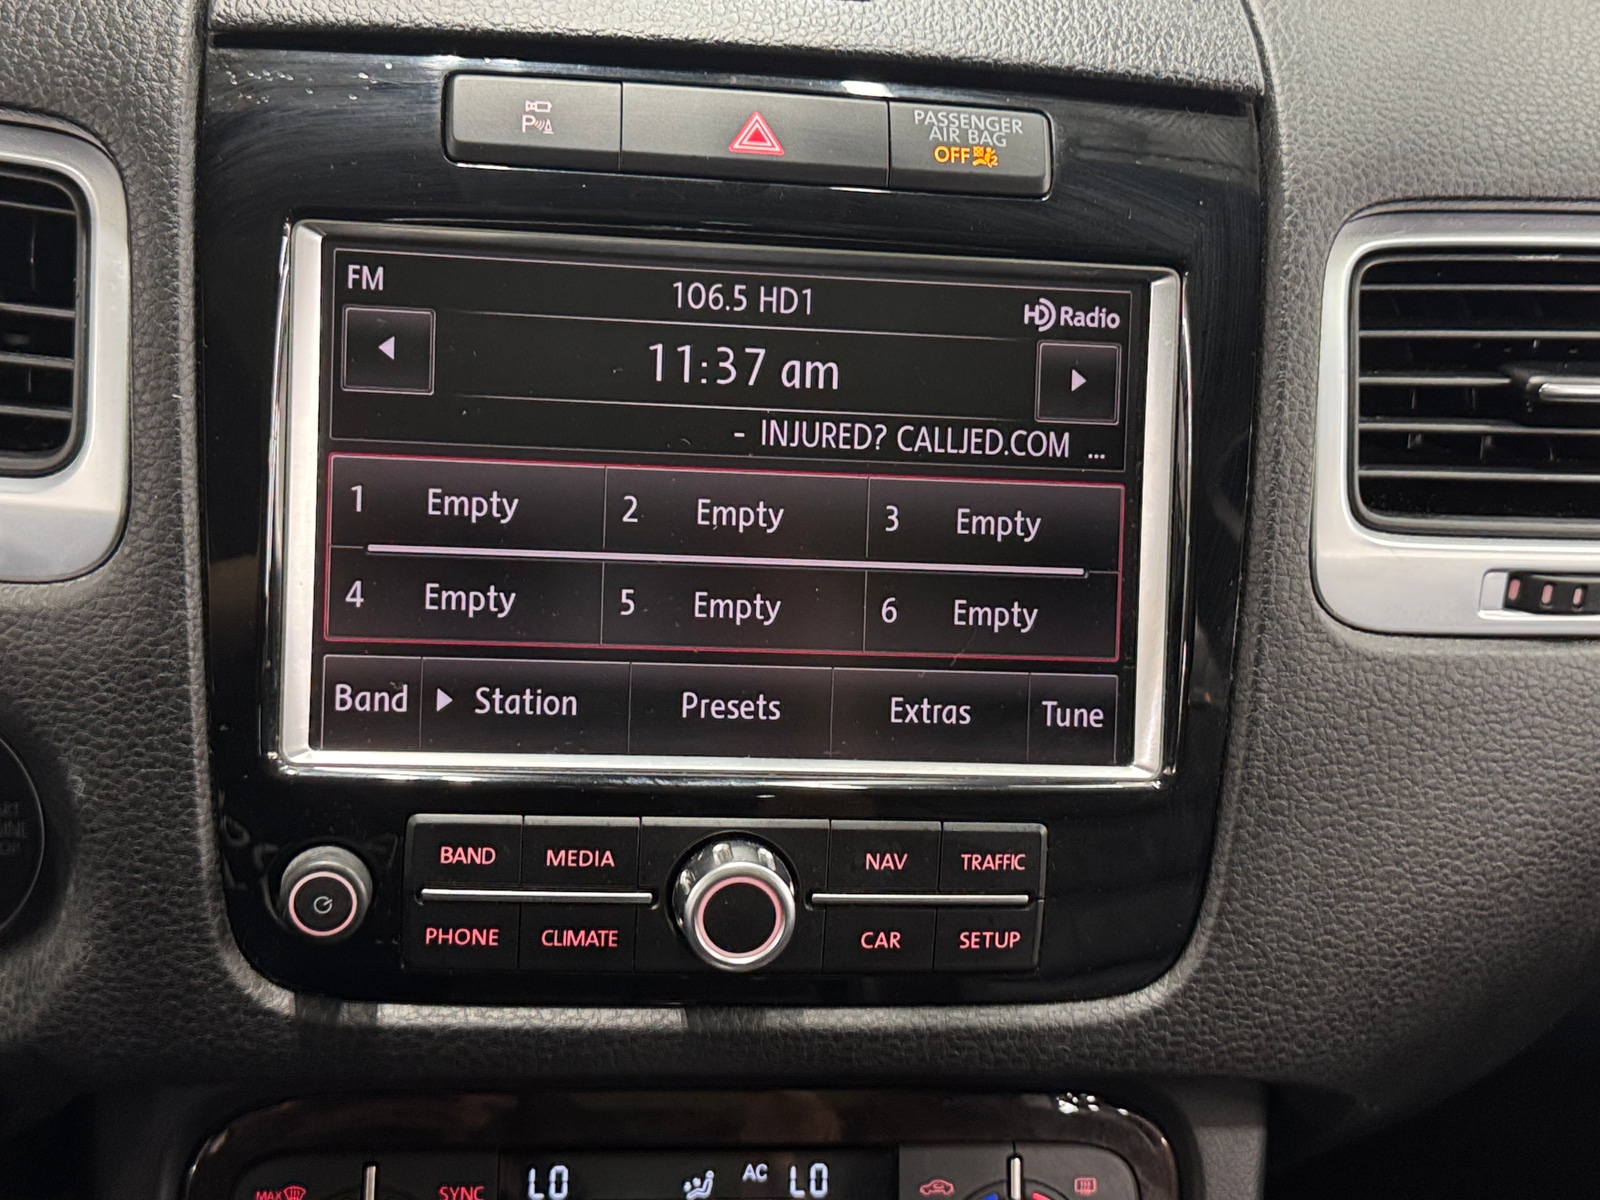 P
PASSENGER
AIR BAG
OFF
FM
106.5 HD1
HD Radio
11:37 am
- INJURED? CALLJED.COM ...
1 Empty
2 Empty
3 Empty
4 Empty
5 Empty
6 Empty
Band
Station
Presets
Extras
Tune
BAND
MEDIA
NAV
TRAFFIC
PHONE
CLIMATE
CAR
SETUP
MAX
SYNC
LO
AC
LO